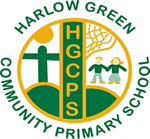 HARLOW GREEN
HGCPS
COMMUNITY PRIMARY SCHOOL